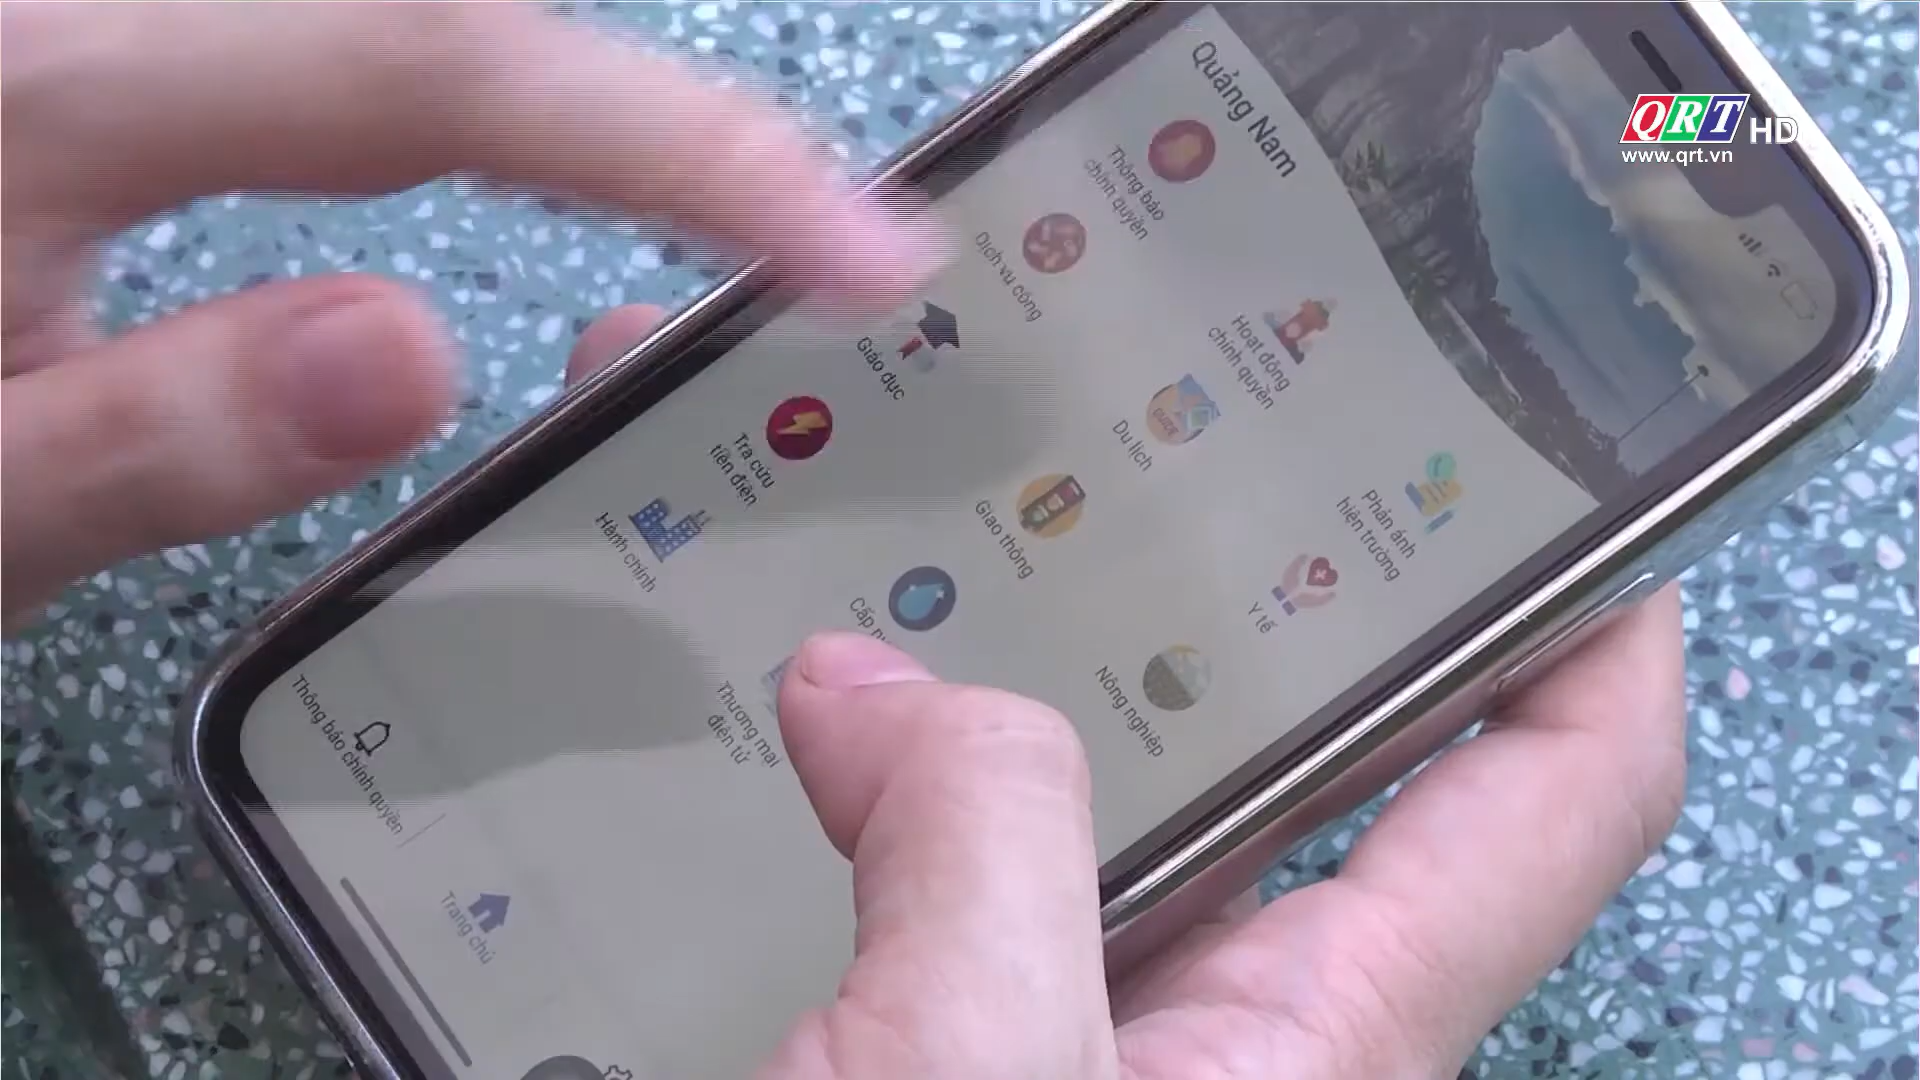 QRT HD
www.qrt.vn
Quảng Nam
Thông báo
chính quyền
Hoạt động
chính quyền
Phản ánh
hiện trường
Dịch vụ công
Du lịch
GUIDE
Y tế
Giáo dục
Giao thông
Nông nghiệp
Tra cứu
tiền điện
Cấp
Hành chính
Thương mại
điện tử
Thông báo chính quyền
Trang chủ